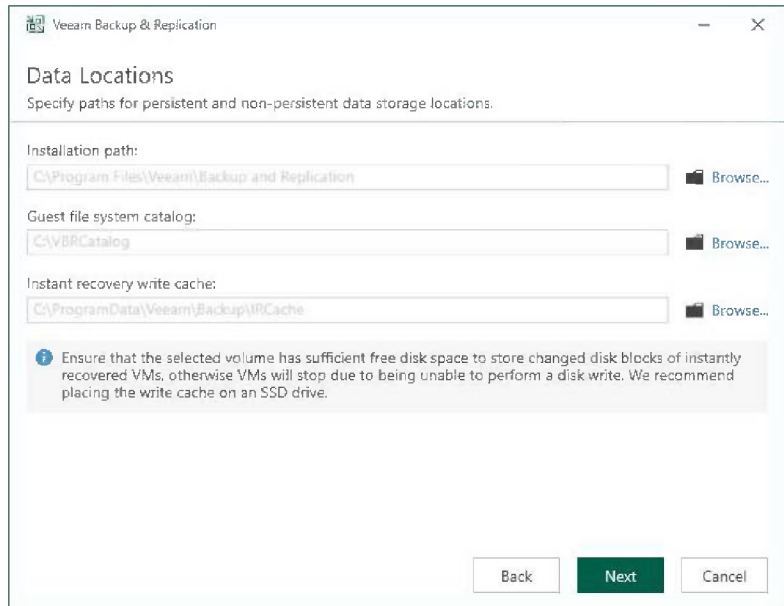 Veeam Backup & Replication
Data Locations
Specify paths for persistent and non-persistent data storage locations.
Installation path:
C:\Program Files\Veeam\Backup and Replication
Browse...
Guest file system catalog:
C:\VBRCatalog
Browse...
Instant recovery write cache:
C:\ProgramData\Veeam\Backup\IRCache
Browse...
Ensure that the selected volume has sufficient free disk space to store changed disk blocks of instantly
recovered VMs, otherwise VMs will stop due to being unable to perform a disk write. We recommend
placing the write cache on an SSD drive.
Back
Next
Cancel